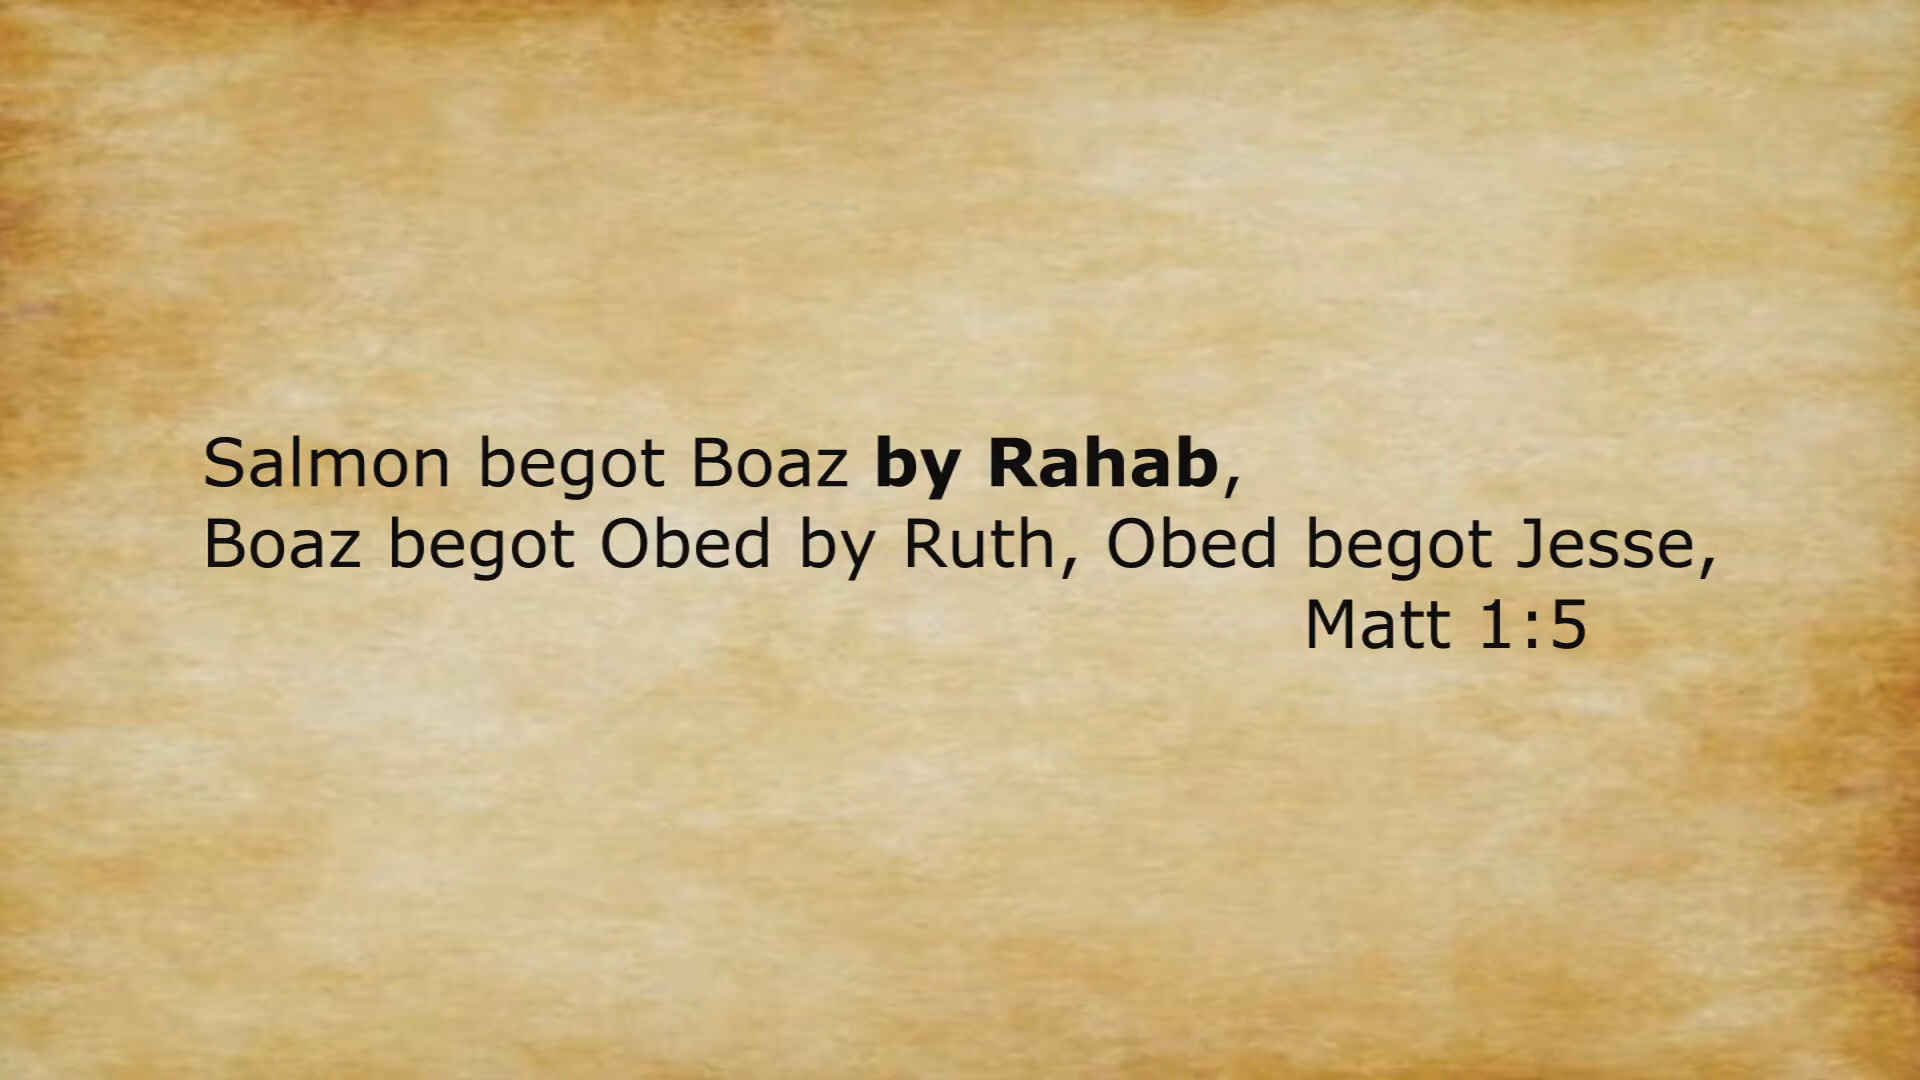 Salmon begot Boaz by Rahab,
Boaz begot Obed by Ruth, Obed begot Jesse,
Matt 1:5